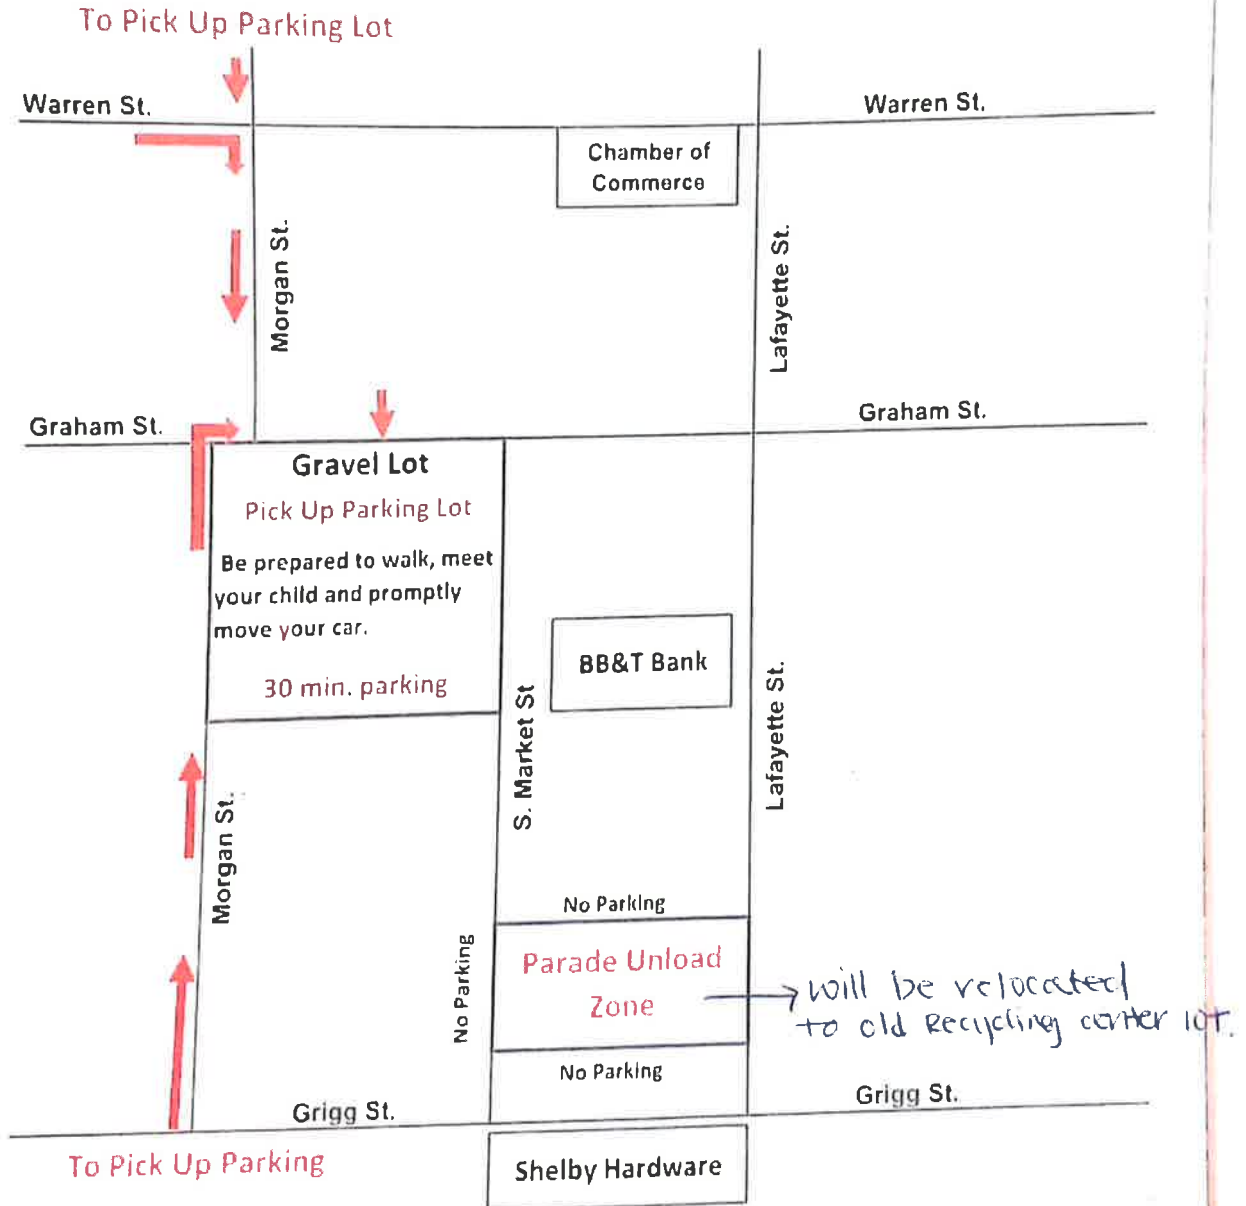 To Pick Up Parking Lot
Warren St.
Warren St.
Chamber of
Commerce
Morgan St.
Lafayette St.
Graham St.
Graham St.
Gravel Lot
Pick Up Parking Lot
Be prepared to walk, meet
your child and promptly
move your car.
30 min. parking
BB&T Bank
S. Market St
Lafayette St.
Morgan St.
No Parking
No Parking
Parade Unload
Zone
will be relocated
to old Recycling center lot.
No Parking
Grigg St.
Grigg St.
To Pick Up Parking
Shelby Hardware